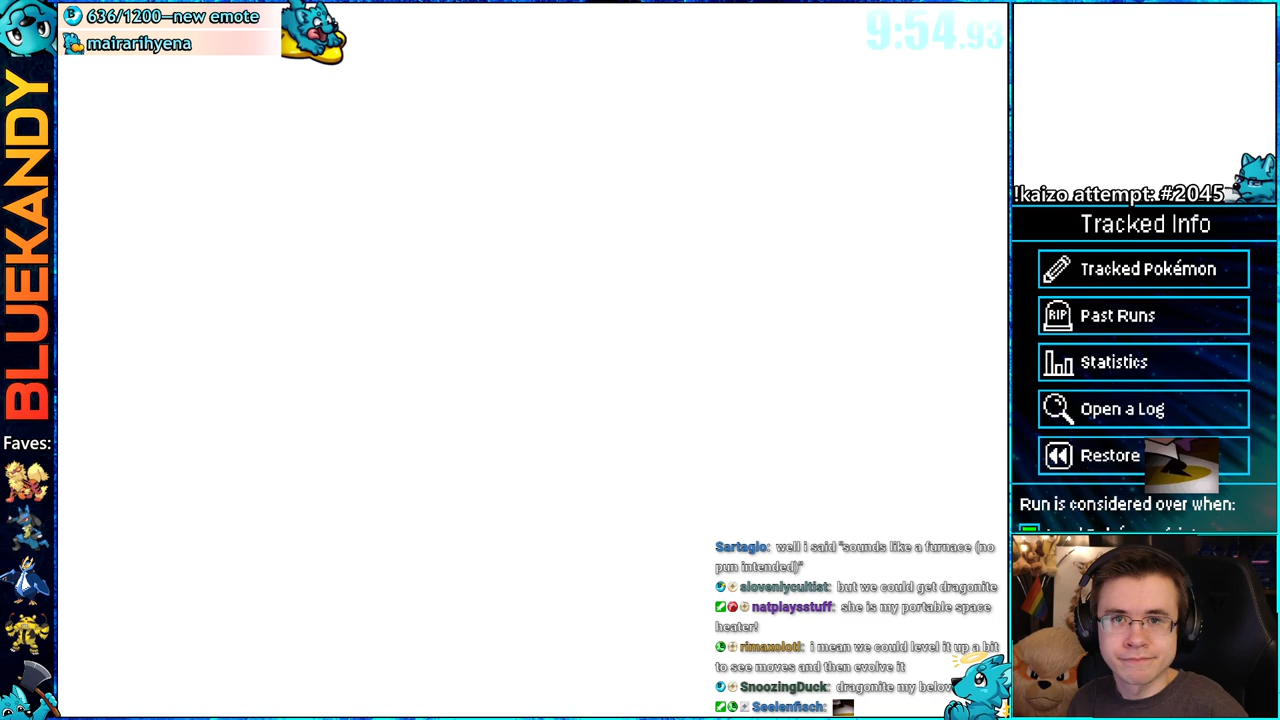 636/1200—new emote
mairarihyena
9:54.93
BLUEKANDY
Faves:
!kaizo attempt: #2045
Tracked Info
Tracked Pokémon
RIP
Past Runs
Statistics
Open a Log
Restore
Run is considered over when:
Sartaglo: well i said "sounds like a furnace (no
pun intended)"
slovenlycultist: but we could get dragonite
natplaysstuff: she is my portable space
heater!
rimaxolotl: i mean we could level it up a bit
to see moves and then evolve it
SnoozingDuck: dragonite my belov
Seelenfisch: